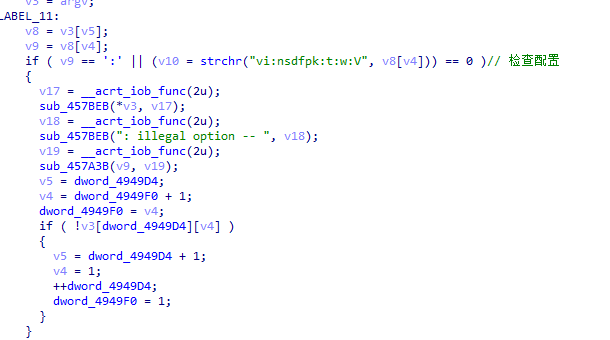 v3 = argv;
LABEL_11:
v8 = v3[v5];
v9 = v8[v4];
if ( v9 == ':' || (v10 = strchr("vi:nsdfpk:t:w:V", v8[v4])) == 0 )// 检查配置
{
v17 = __acrt_iob_func(2u);
sub_457BEB(*v3, v17);
v18 = __acrt_iob_func(2u);
sub_457BEB(": illegal option -- ", v18);
v19 = __acrt_iob_func(2u);
sub_457A3B(v9, v19);
v5 = dword_4949D4;
v4 = dword_4949F0 + 1;
dword_4949F0 = v4;
if ( !v3[dword_4949D4][v4] )
{
v5 = dword_4949D4 + 1;
v4 = 1;
++dword_4949D4;
dword_4949F0 = 1;
}
}